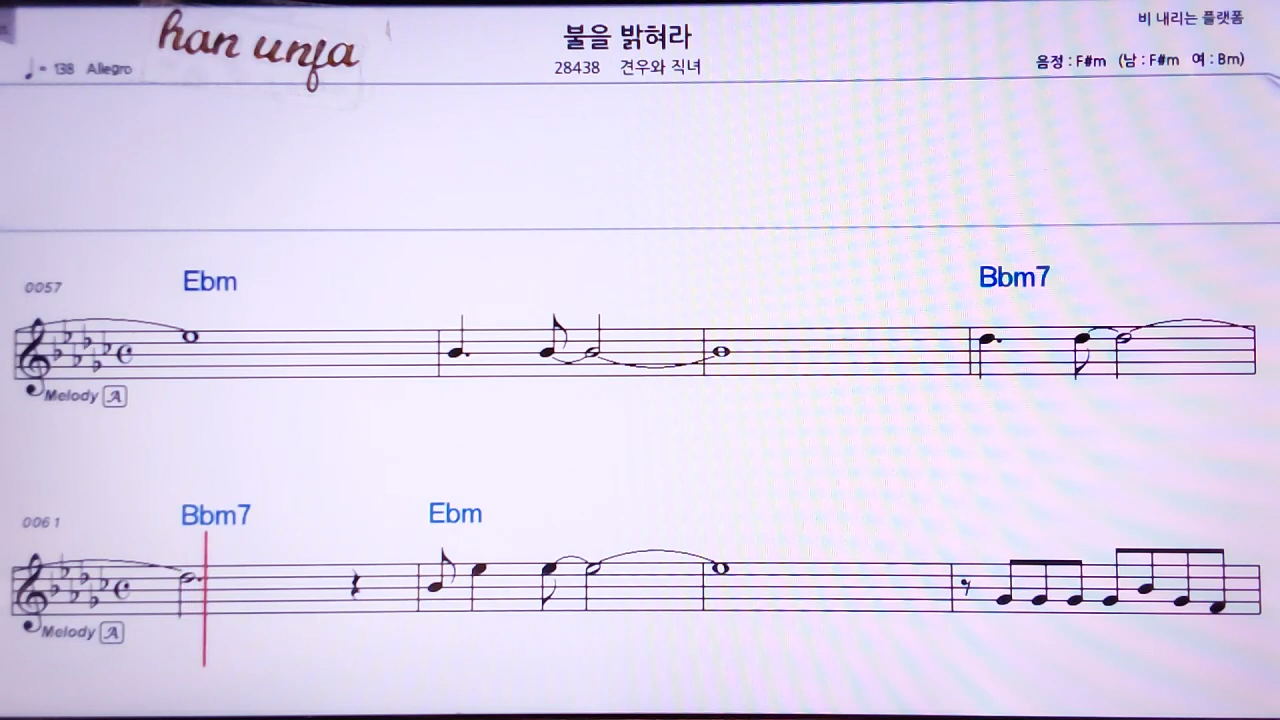 han unfa
불을 밝혀라
비 내리는 플랫폼
♩= 138 Allegro
28438 견우와 직녀
음정 : F#m (남 : F#m 여 : Bm)
0057 Ebm Bbm7
Melody A
0061 Bbm7 Ebm
Melody A